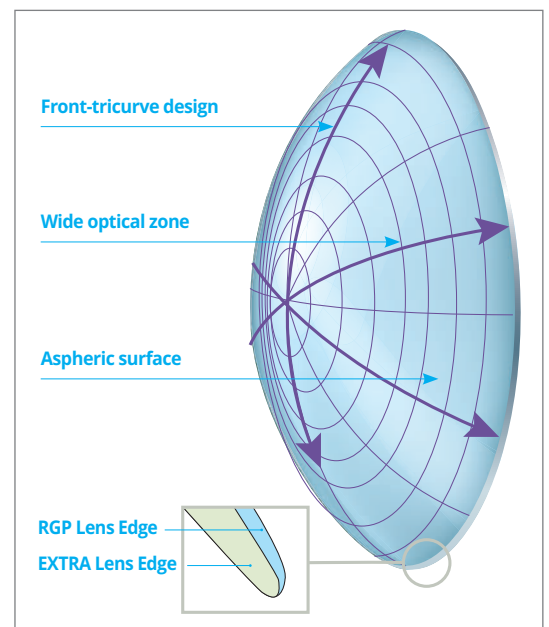 Front-tricurve design
Wide optical zone
Aspheric surface
RGP Lens Edge
EXTRA Lens Edge